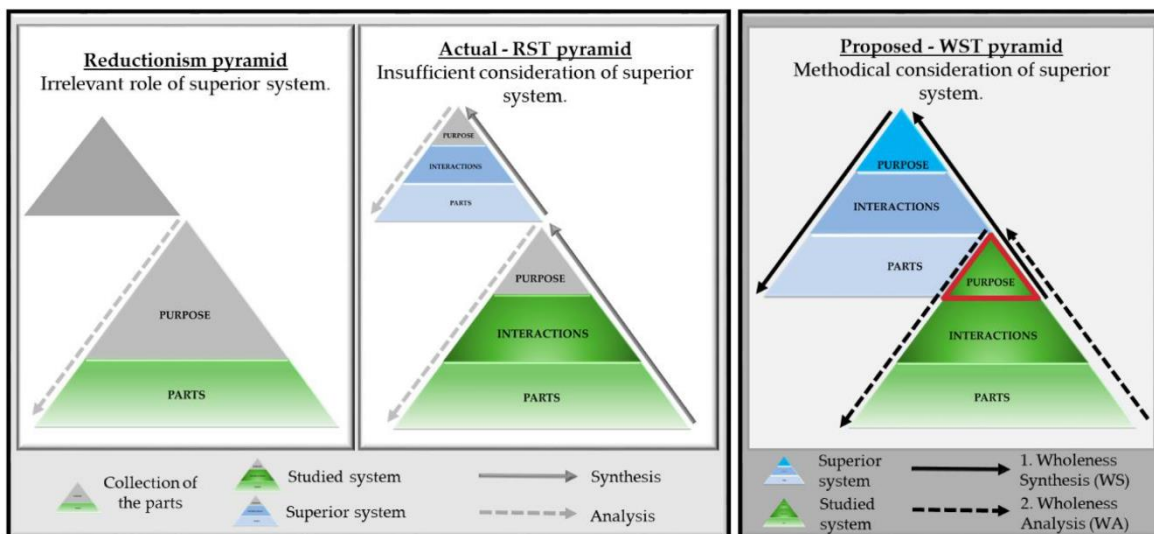 Reductionism pyramid
Irrelevant role of superior system.
PURPOSE
PARTS
Actual - RST pyramid
Insufficient consideration of superior
system.
PURPOSE
INTERACTIONS
PARTS
PURPOSE
INTERACTIONS
PARTS
Collection of
the parts
Studied system
Superior system
Synthesis
Analysis
Proposed - WST pyramid
Methodical consideration of superior
system.
PURPOSE
INTERACTIONS
PARTS
PURPOSE
INTERACTIONS
PARTS
Superior
system
Studied
system
1. Wholeness
Synthesis (WS)
2. Wholeness
Analysis (WA)